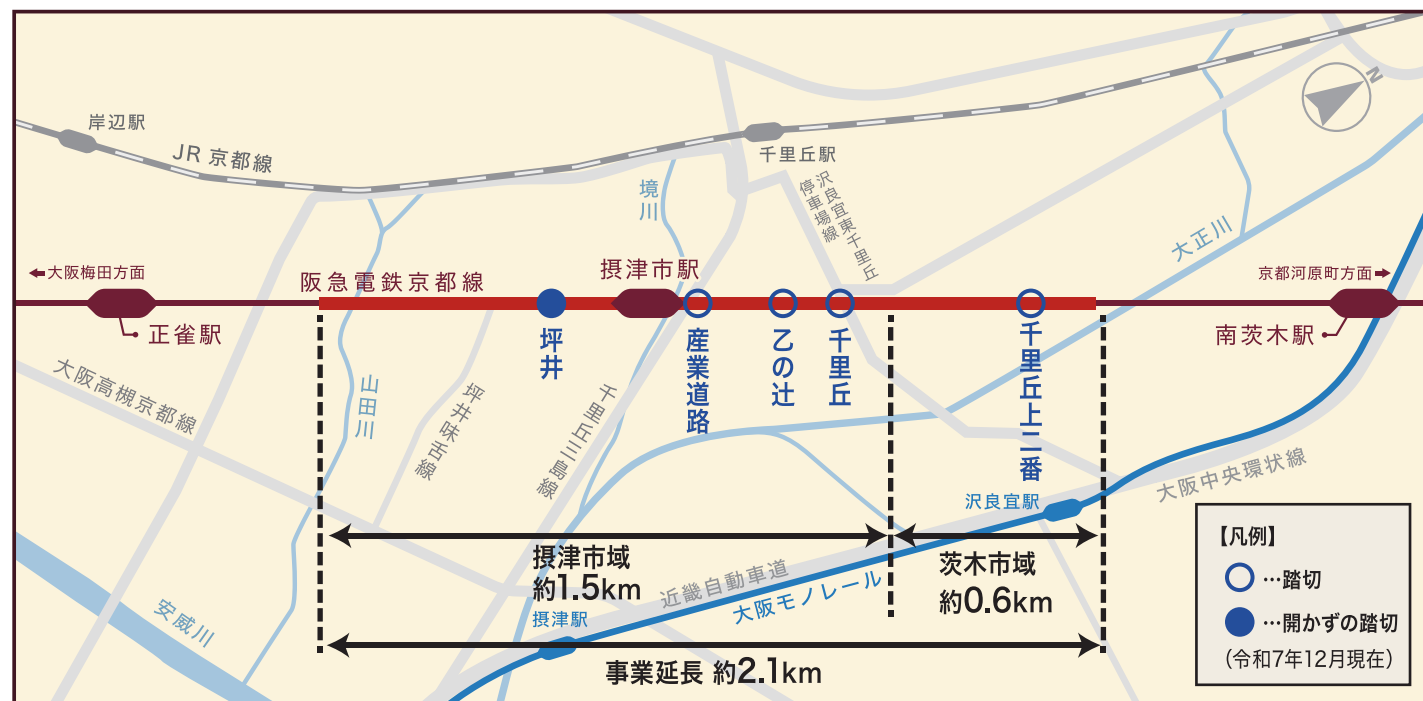 岸辺駅
JR 京都線
千里丘駅
境川
沢良宜東千里丘
停車場線
大正川
N
←大阪梅田方面
阪急電鉄京都線
摂津市駅
京都河原町方面→
正雀駅
南茨木駅
坪井
産業道路
乙の辻
千里丘
千里丘上二番
大阪高槻京都線
山田川
坪井味舌線
千里丘三島線
大阪中央環状線
沢良宜駅
摂津市域
約1.5km
茨木市域
約0.6km
近畿自動車道
大阪モノレール
摂津駅
安威川
事業延長 約2.1km
【凡例】
…踏切
…開かずの踏切
(令和7年12月現在)